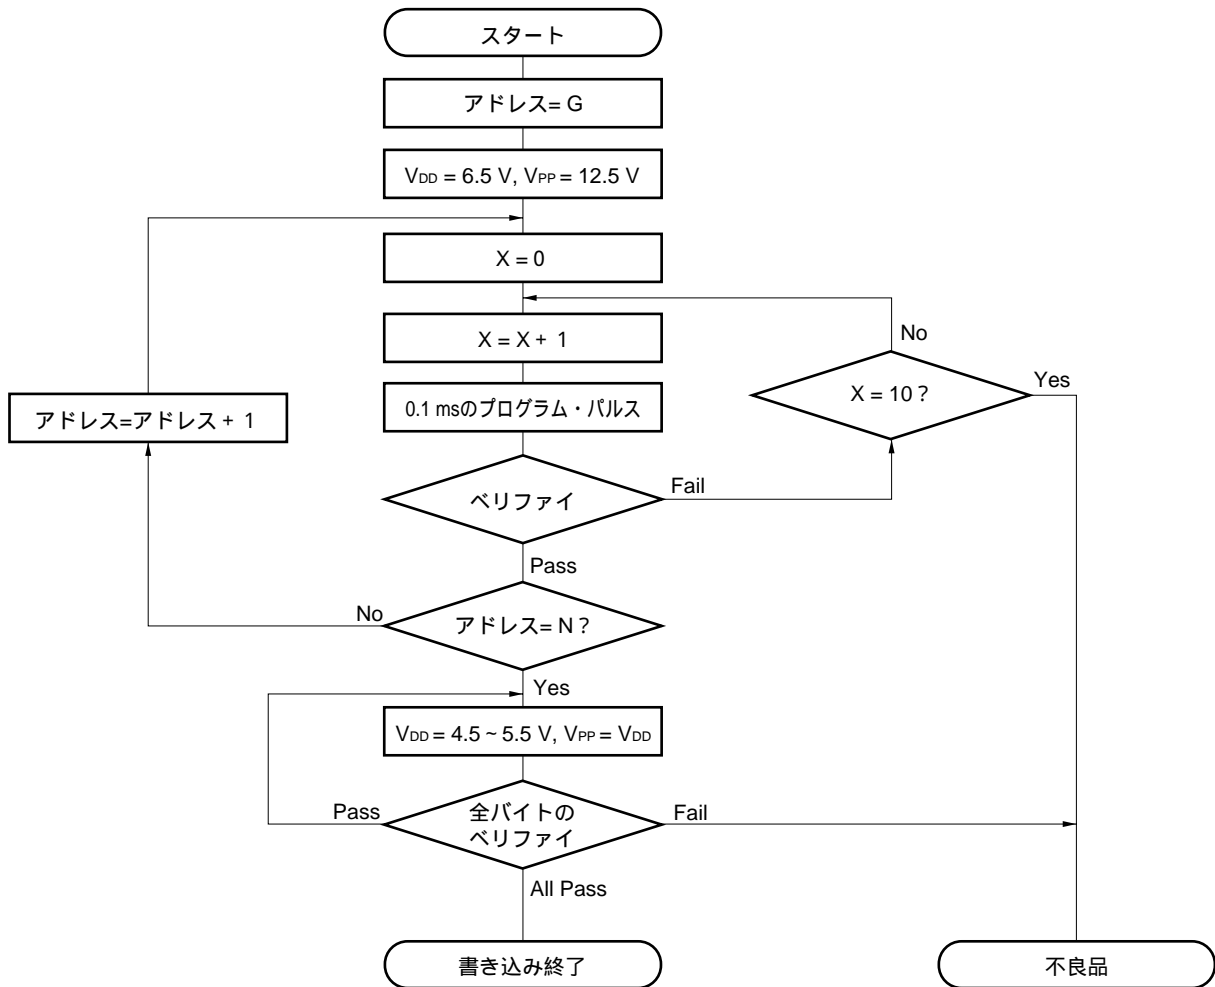 スタート
アドレス= G
VDD = 6.5 V, VPP = 12.5 V
X = 0
X = X + 1
No
X = 10 ?
Yes
アドレス=アドレス + 1
0.1 msのプログラム・パルス
ベリファイ
Fail
Pass
No
アドレス= N ?
Yes
VDD = 4.5 ~ 5.5 V, VPP = VDD
Pass
全バイトの
ベリファイ
Fail
All Pass
書き込み終了
不良品